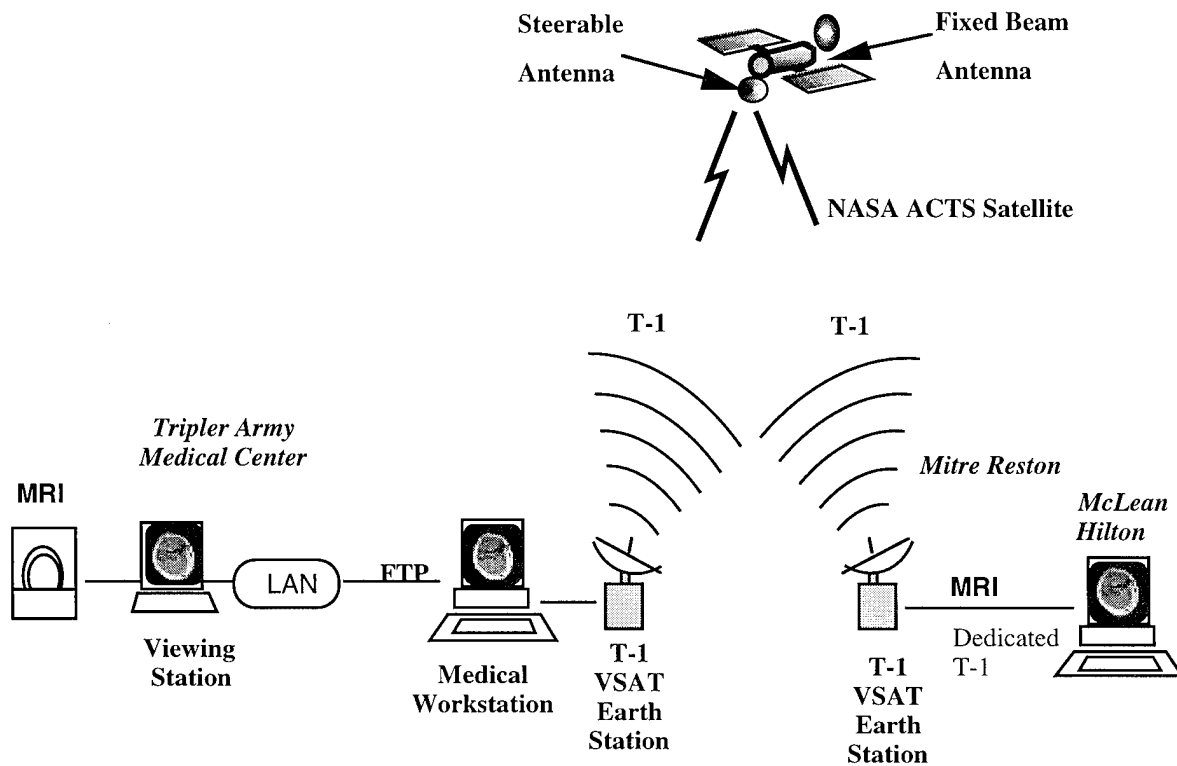 Steerable
Antenna
Fixed Beam
Antenna
NASA ACTS Satellite
T-1
T-1
Tripler Army
Medical Center
Mitre Reston
McLean
Hilton
MRI
LAN
FTP
MRI
Dedicated
T-1
Viewing
Station
Medical
Workstation
T-1
VSAT
Earth
Station
T-1
VSAT
Earth
Station